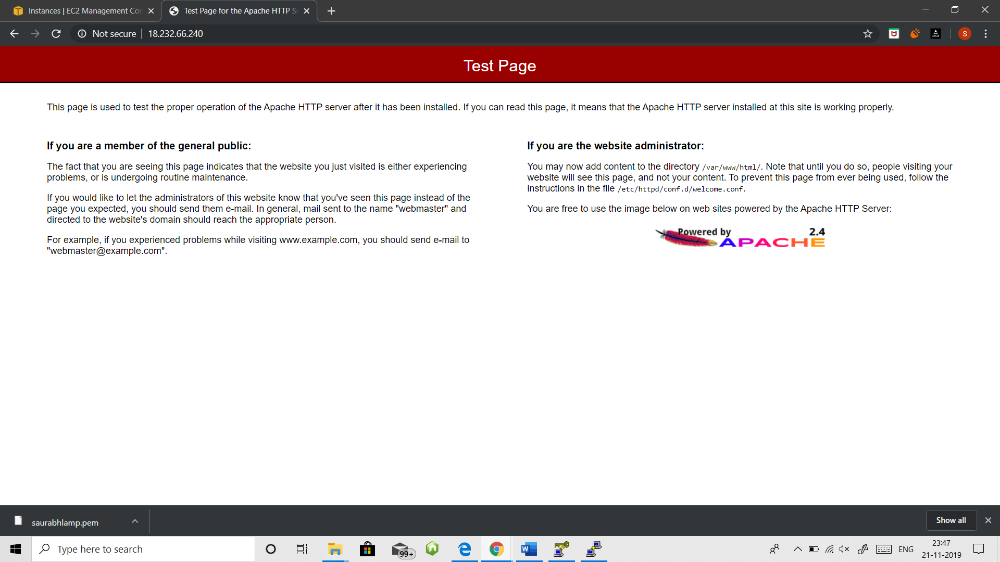 Instances | EC2 Management Con
Test Page for the Apache HTTP Se
Not secure
18.232.66.240
S
Test Page
This page is used to test the proper operation of the Apache HTTP server after it has been installed. If you can read this page, it means that the Apache HTTP server installed at this site is working properly.
If you are a member of the general public:
The fact that you are seeing this page indicates that the website you just visited is either experiencing
problems, or is undergoing routine maintenance.
If you would like to let the administrators of this website know that you've seen this page instead of the
page you expected, you should send them e-mail. In general, mail sent to the name "webmaster" and
directed to the website's domain should reach the appropriate person.
For example, if you experienced problems while visiting www.example.com, you should send e-mail to
"webmaster@example.com".
If you are the website administrator:
You may now add content to the directory /var/www/html/. Note that until you do so, people visiting your
website will see this page, and not your content. To prevent this page from ever being used, follow the
instructions in the file /etc/httpd/conf.d/welcome.conf.
You are free to use the image below on web sites powered by the Apache HTTP Server:
Powered by 2.4
APACHE
saurabhlamp.pem
Show all
Type here to search
99+
W
ENG
23:47
21-11-2019